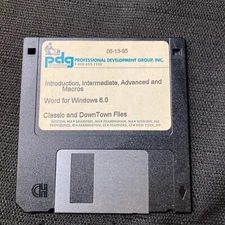 08-13-95
pdg PROFESSIONAL DEVELOPMENT GROUP, INC.
Introduction, Intermediate, Advanced and
Macros
Word for Windows 6.0
Classic and DownTown Files